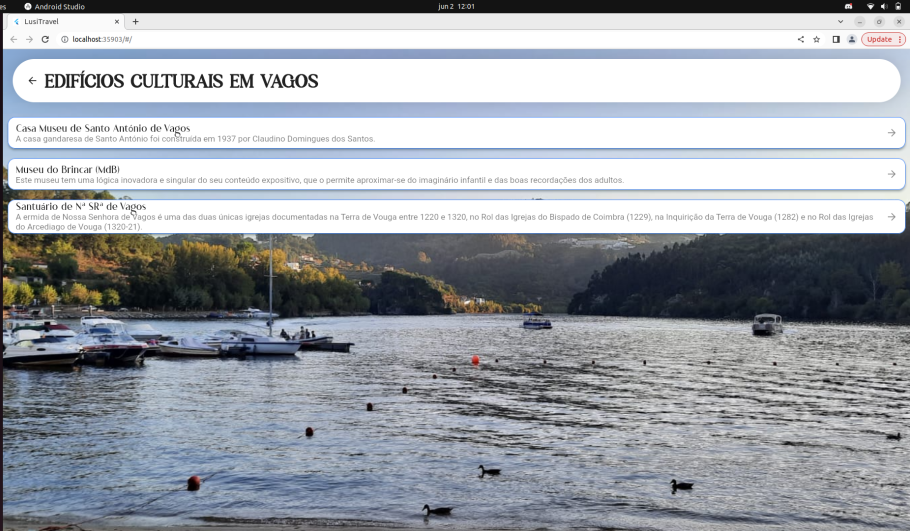 Android Studio
jun 2 12:01
LusiTravel
localhost:35903/#/
Update
EDIFÍCIOS CULTURAIS EM VAGOS
Casa Museu de Santo António de Vagos
A casa gandaresa de Santo António foi construída em 1937 por Claudino Domingues dos Santos.
Museu do Brincar (MdB)
Este museu tem uma lógica inovadora e singular do seu conteúdo expositivo, que o permite aproximar-se do imaginário infantil e das boas recordações dos adultos.
Santuário de Nª SRª de Vagos
A ermida de Nossa Senhora de Vagos é uma das duas únicas igrejas documentadas na Terra de Vouga entre 1220 e 1320, no Rol das Igrejas do Bispado de Coimbra (1229), na Inquirição da Terra de Vouga (1282) e no Rol das Igrejas
do Arcediago de Vouga (1320-21).